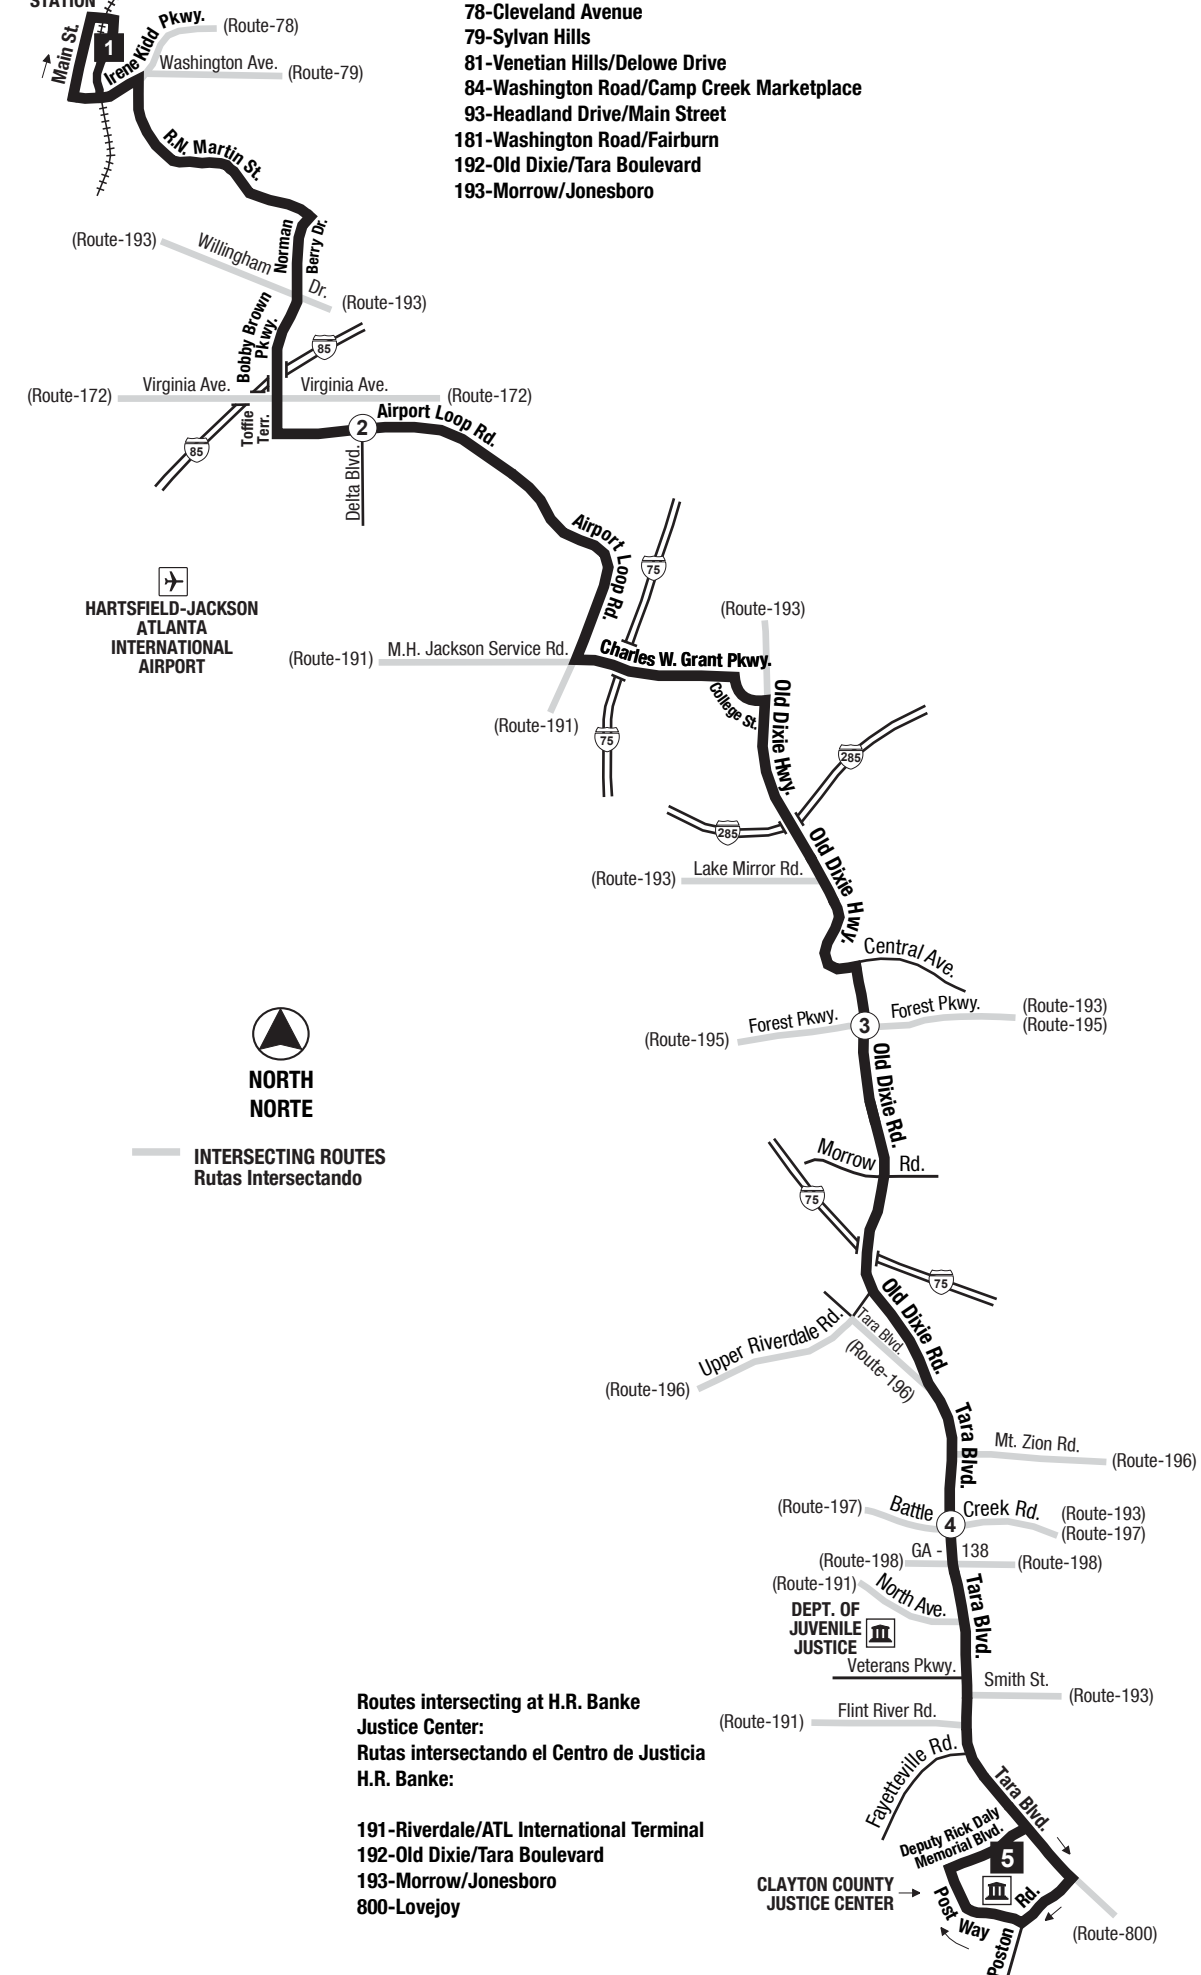 STATION
Main St.
1
Irene Kidd Pkwy.
(Route-78)
Washington Ave.
(Route-79)
78-Cleveland Avenue
79-Sylvan Hills
81-Venetian Hills/Delowe Drive
84-Washington Road/Camp Creek Marketplace
93-Headland Drive/Main Street
181-Washington Road/Fairburn
192-Old Dixie/Tara Boulevard
193-Morrow/Jonesboro
R.N. Martin St.
Norman
Berry Dr.
(Route-193)
Willingham
Dr.
(Route-193)
Bobby Brown
Pkwy.
85
(Route-172)
Virginia Ave.
Virginia Ave.
(Route-172)
Toffie
Terr.
85
2
Airport Loop Rd.
Delta Blvd.
Airport Loop Rd.
75
HARTSFIELD-JACKSON
ATLANTA
INTERNATIONAL
AIRPORT
(Route-191)
M.H. Jackson Service Rd.
Charles W. Grant Pkwy.
(Route-193)
(Route-191)
75
College St.
Old Dixie Hwy.
285
285
(Route-193)
Lake Mirror Rd.
Old Dixie Hwy.
Central Ave.
(Route-195)
Forest Pkwy.
3
Forest Pkwy.
(Route-193)
(Route-195)
NORTH
NORTE
INTERSECTING ROUTES
Rutas Intersectando
Old Dixie Rd.
Morrow
Rd.
75
75
Old Dixie Rd.
Upper Riverdale Rd.
(Route-196)
Tara Blvd.
(Route-196)
Tara Blvd.
Mt. Zion Rd.
(Route-196)
(Route-197)
Battle
4
Creek Rd.
(Route-193)
(Route-197)
(Route-198)
GA -
138
(Route-198)
(Route-191)
North Ave.
Tara Blvd.
DEPT. OF
JUVENILE
JUSTICE
Veterans Pkwy.
Smith St.
(Route-193)
(Route-191)
Flint River Rd.
Fayetteville Rd.
Tara Blvd.
Routes intersecting at H.R. Banke
Justice Center:
Rutas intersectando el Centro de Justicia
H.R. Banke:
191-Riverdale/ATL International Terminal
192-Old Dixie/Tara Boulevard
193-Morrow/Jonesboro
800-Lovejoy
Deputy Rick Daly
Memorial Blvd.
5
CLAYTON COUNTY
JUSTICE CENTER
Post Way
Poston
Rd.
(Route-800)